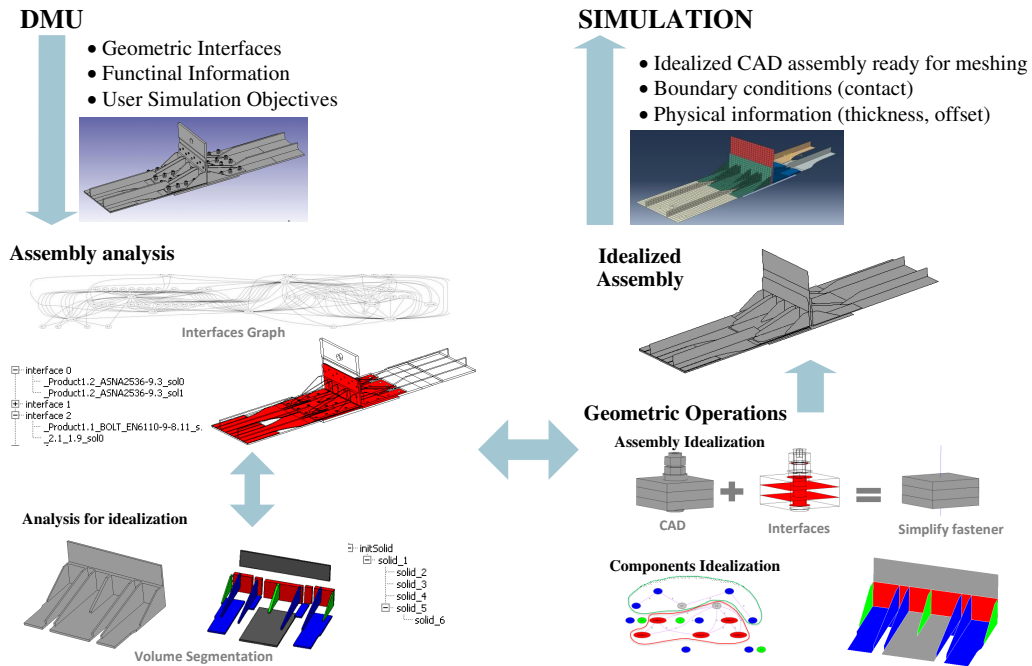 DMU
• Geometric Interfaces
• Functinal Information
• User Simulation Objectives
Assembly analysis
Interfaces Graph
interface 0
_Product1.2_ASNA2536-9.3_sol0
_Product1.2_ASNA2536-9.3_sol1
interface 1
interface 2
_Product1.1_BOLT_EN6110-9-8.11_s.
_2.1_1.9_sol0
Analysis for idealization
initSolid
solid_1
solid_2
solid_3
solid_4
solid_5
solid_6
Volume Segmentation
SIMULATION
• Idealized CAD assembly ready for meshing
• Boundary conditions (contact)
• Physical information (thickness, offset)
Idealized
Assembly
Geometric Operations
Assembly Idealization
CAD
Interfaces
Simplify fastener
Components Idealization